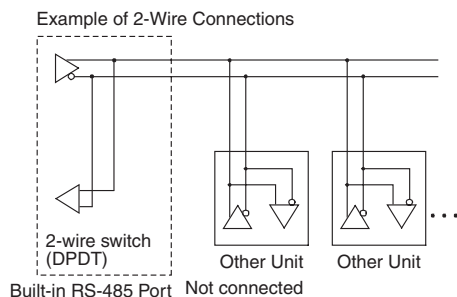 Example of 2-Wire Connections
2-wire switch
(DPDT)
Other Unit
Other Unit
Built-in RS-485 Port
Not connected